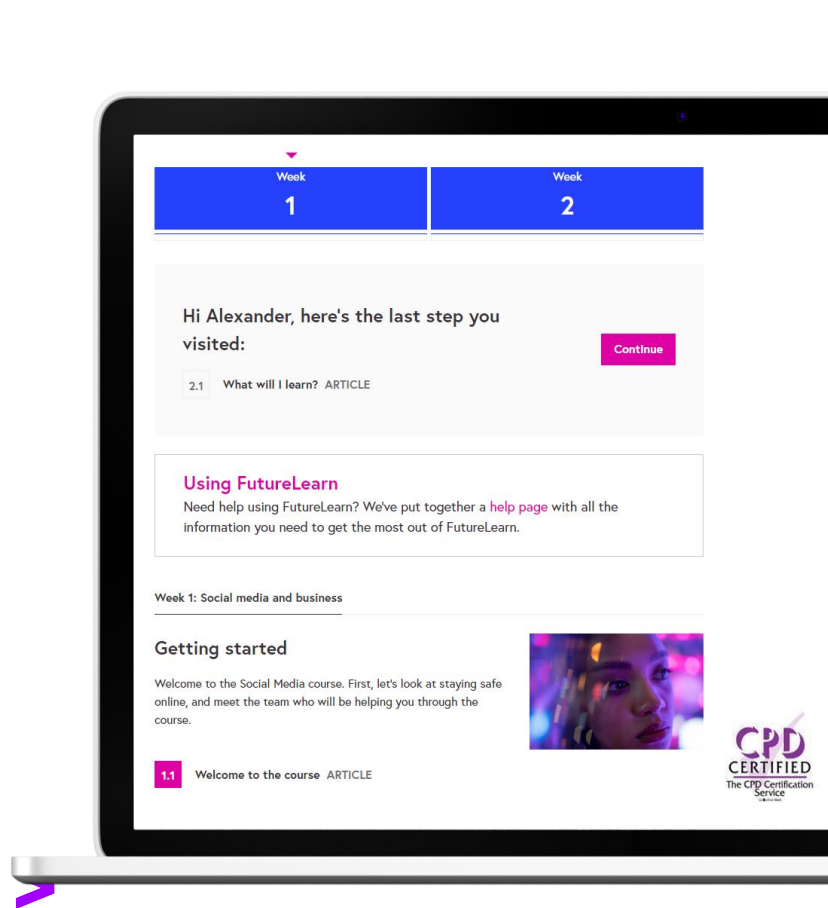 Week
1
Week
2
Hi Alexander, here's the last step you
visited:
Continue
2.1 What will I learn? ARTICLE
Using FutureLearn
Need help using FutureLearn? We've put together a help page with all the
information you need to get the most out of FutureLearn.
Week 1: Social media and business
Getting started
Welcome to the Social Media course. First, let's look at staying safe
online, and meet the team who will be helping you through the
course.
1.1 Welcome to the course ARTICLE
CPD
CERTIFIED
The CPD Certification
Service